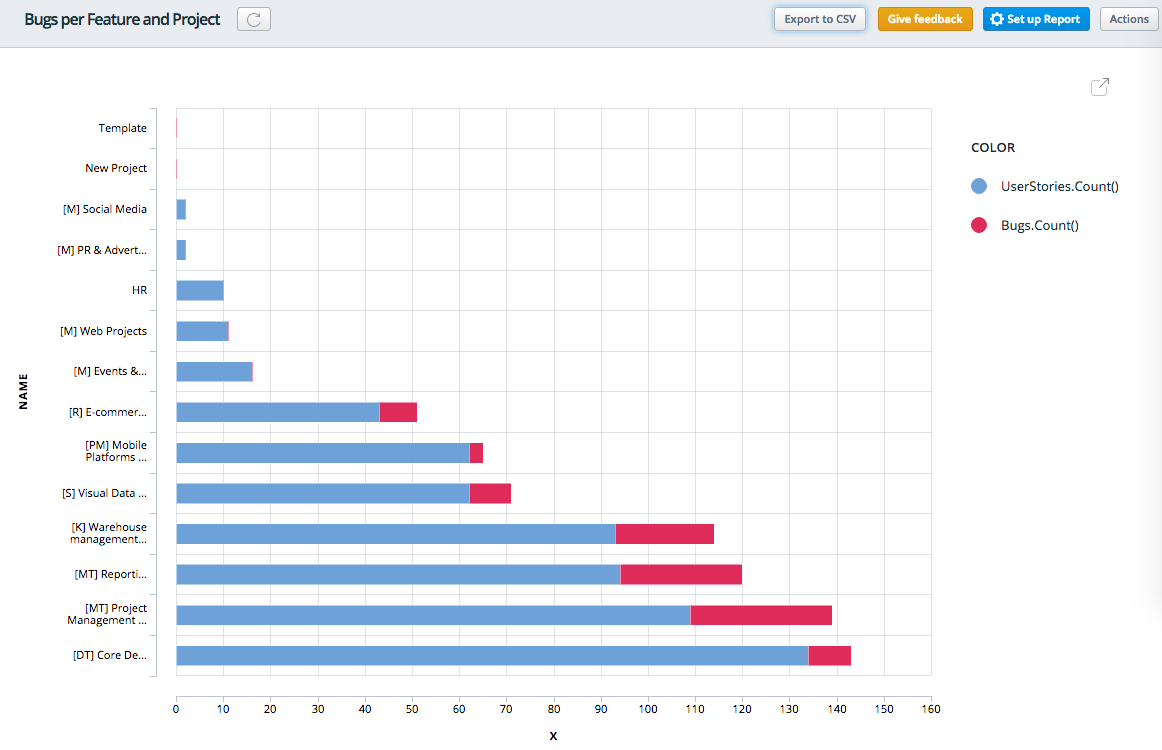 Bugs per Feature and Project
Export to CSV
Give feedback
Set up Report
Actions
COLOR
UserStories.Count()
Bugs.Count()
NAME
Template
New Project
[M] Social Media
[M] PR & Advert...
HR
[M] Web Projects
[M] Events &...
[R] E-commer...
[PM] Mobile
Platforms ...
[S] Visual Data ...
[K] Warehouse
management...
[MT] Reporti...
[MT] Project
Management ...
[DT] Core De...
0 10 20 30 40 50 60 70 80 90 100 110 120 130 140 150 160
X